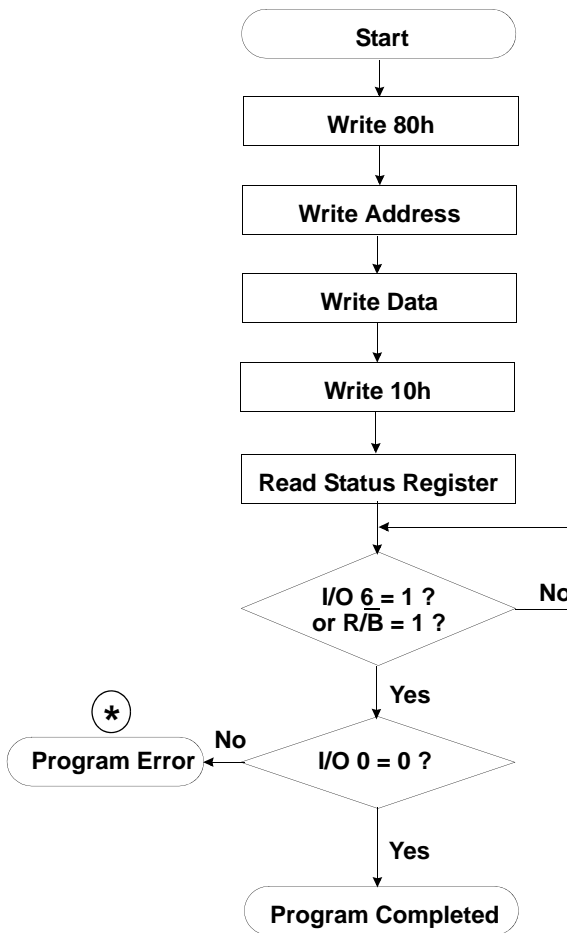 Start
Write 80h
Write Address
Write Data
Write 10h
Read Status Register
I/O 6 = 1 ?
or R/B̅ = 1 ?
No
Yes
*
No
Program Error
I/O 0 = 0 ?
Yes
Program Completed